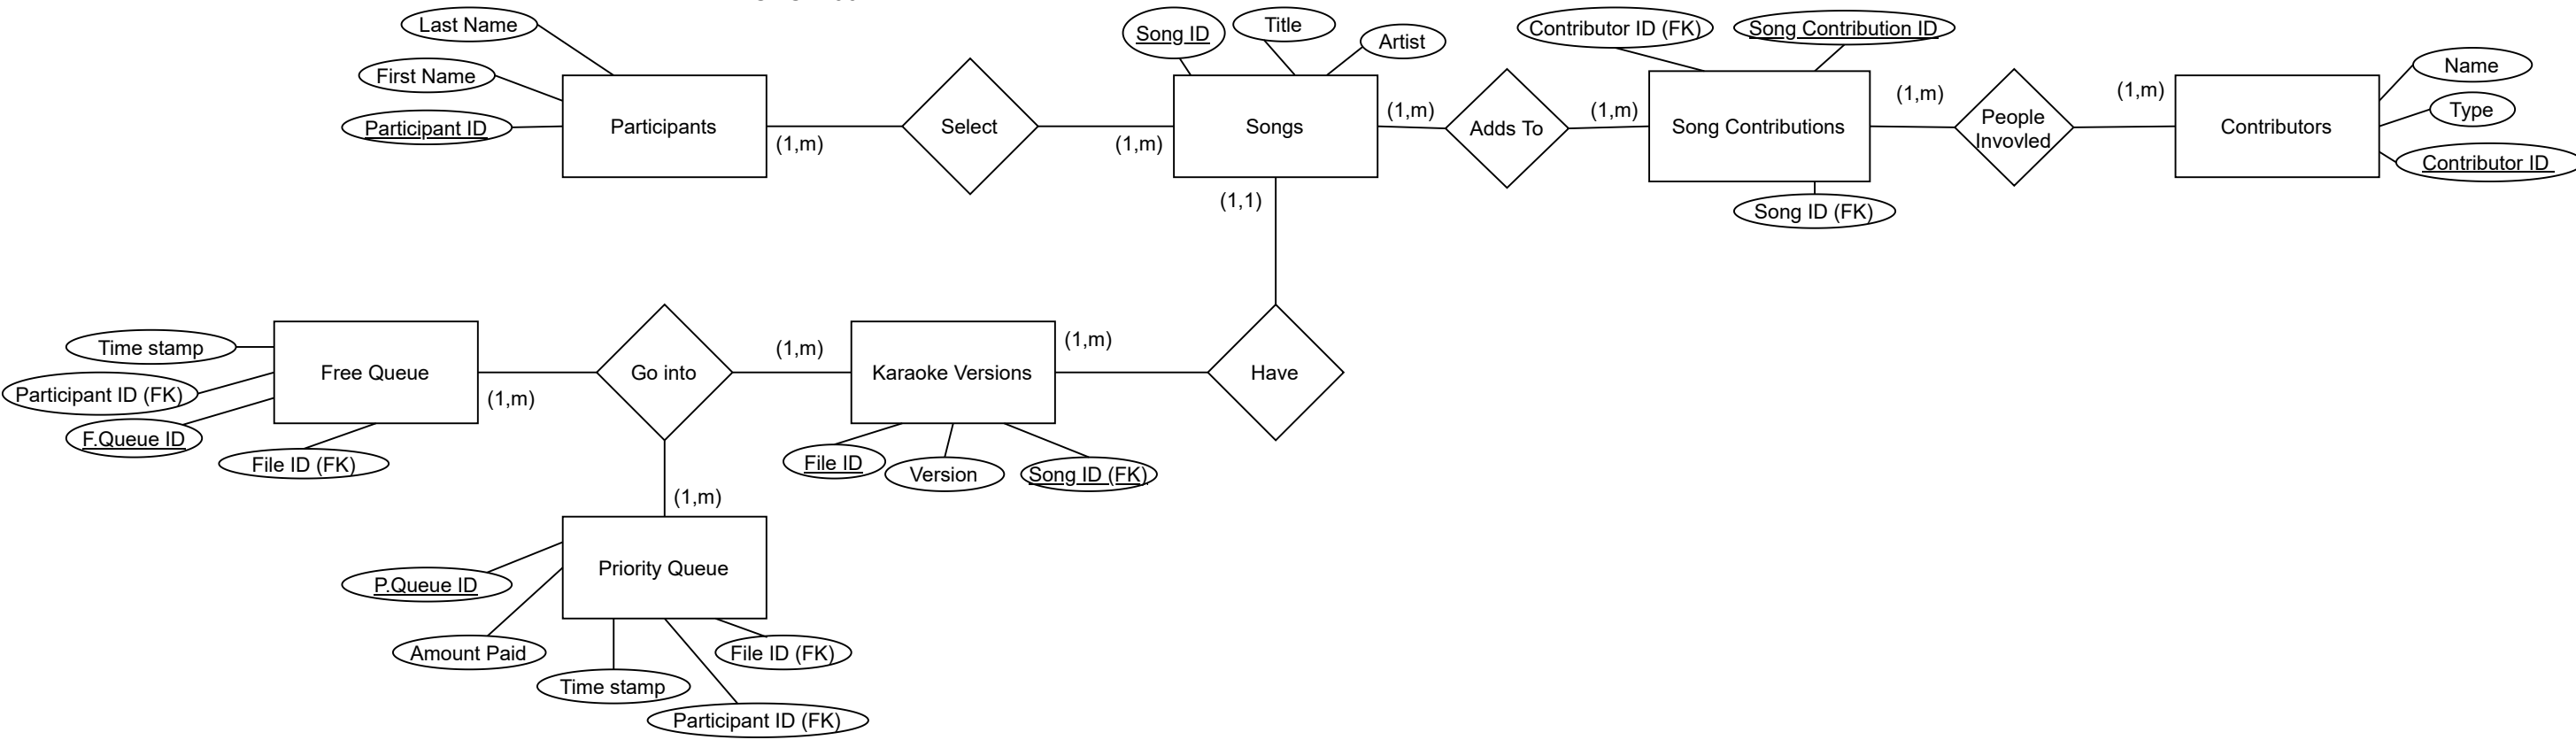 Last Name
First Name
Participant ID
Participants
(1,m)
Select
(1,m)
Song ID
Title
Artist
Songs
(1,m)
(1,1)
Adds To
(1,m)
Contributor ID (FK)
Song Contribution ID
Song Contributions
Song ID (FK)
(1,m)
People
Invovled
(1,m)
Contributors
Name
Type
Contributor ID
Time stamp
Participant ID (FK)
F.Queue ID
File ID (FK)
Free Queue
(1,m)
Go into
(1,m)
Karaoke Versions
(1,m)
Have
File ID
Version
Song ID (FK)
(1,m)
Priority Queue
P.Queue ID
Amount Paid
Time stamp
File ID (FK)
Participant ID (FK)